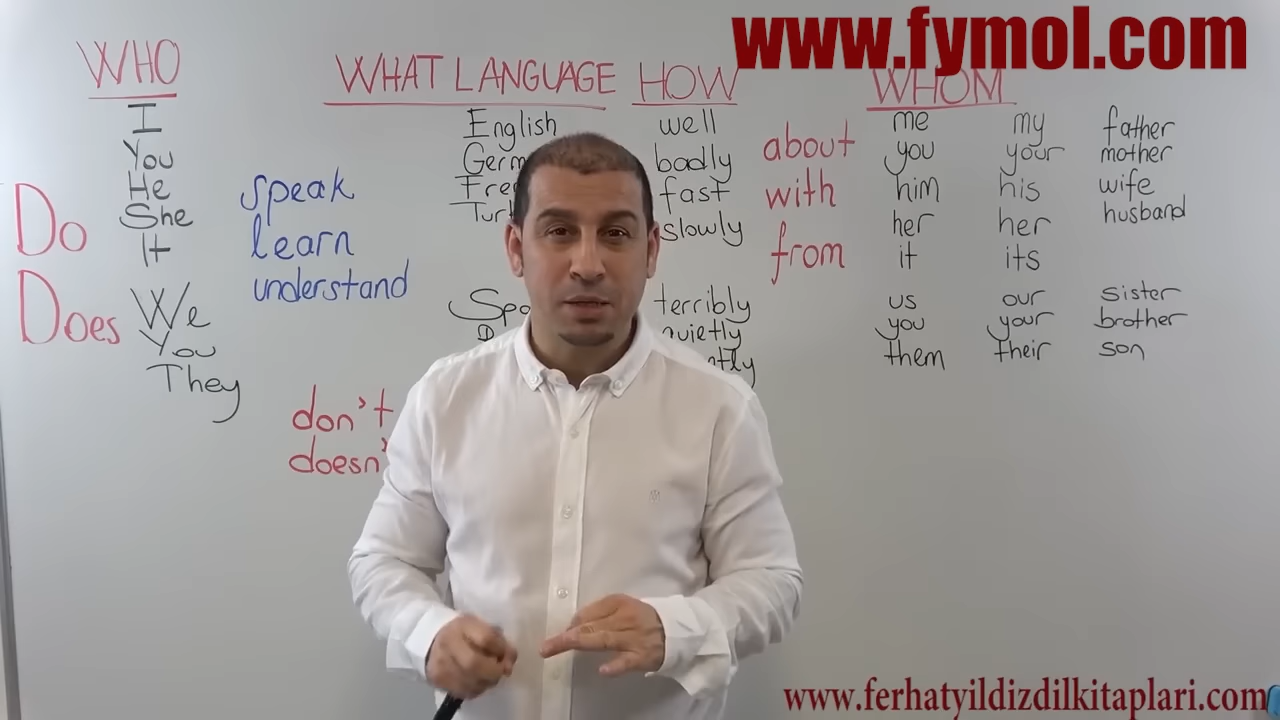 www.fymol.com
WHO
WHAT LANGUAGE
HOW
WHOM
Do
Does
I
You
He
She
It
We
You
They
speak
learn
understand
don't
English
well
badly
fast
slowly
terribly
about
with
from
me
you
him
her
it
us
you
them
my
your
his
her
its
our
your
their
father
mother
wife
husband
sister
brother
son
www.ferhatyildizdilkitaplari.com